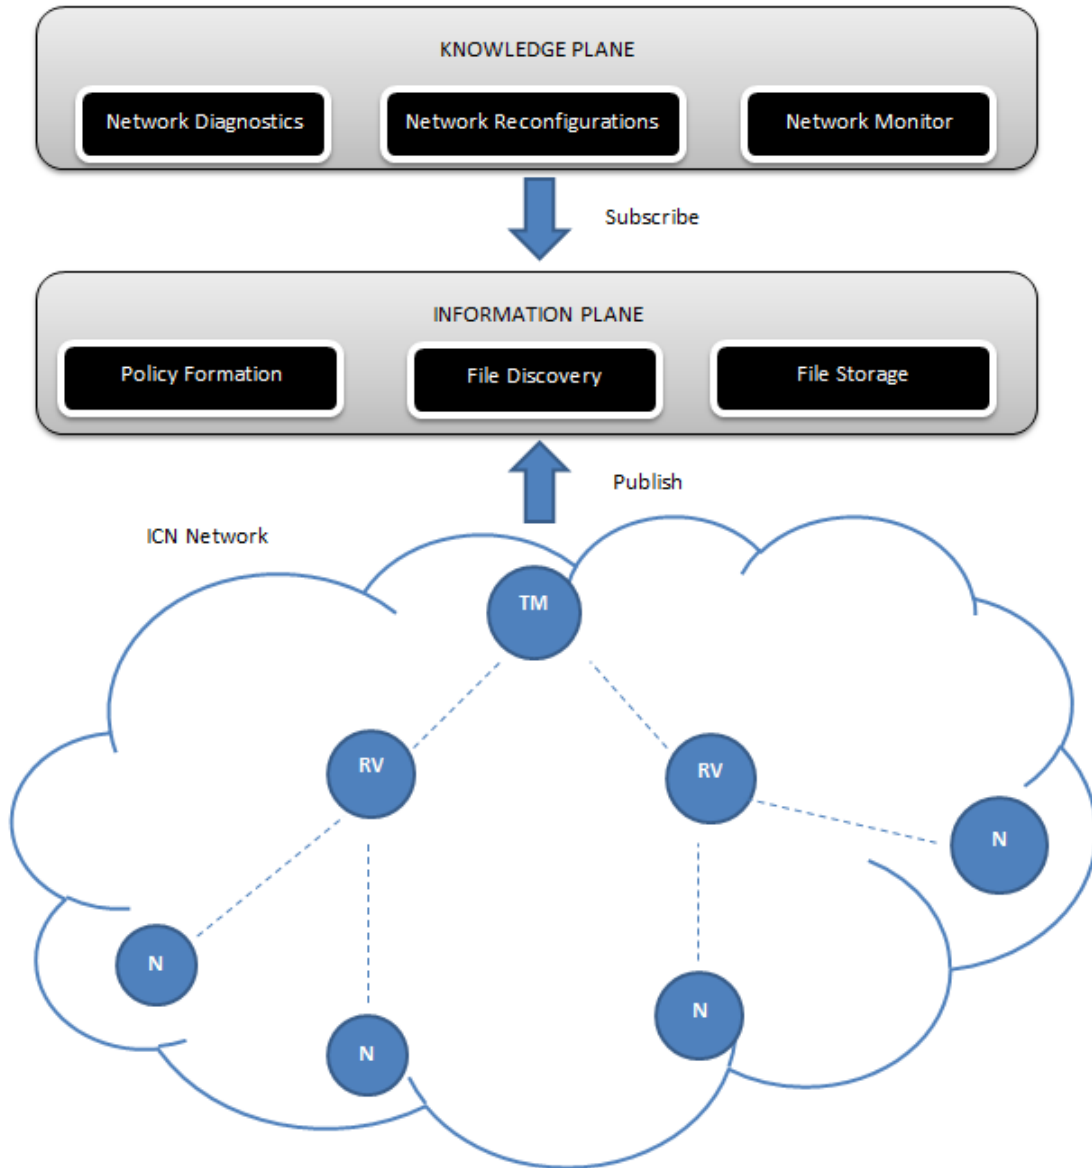 KNOWLEDGE PLANE
Network Diagnostics
Network Reconfigurations
Network Monitor
Subscribe
INFORMATION PLANE
Policy Formation
File Discovery
File Storage
Publish
ICN Network
TM
RV
RV
N
N
N
N